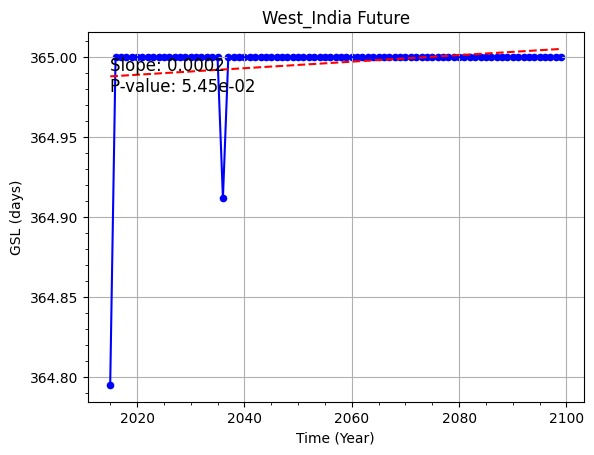 West_India Future
365.00
364.95
364.90
364.85
364.80
GSL (days)
Slope: 0.0002
P-value: 5.45e-02
2020
2040
2060
2080
2100
Time (Year)